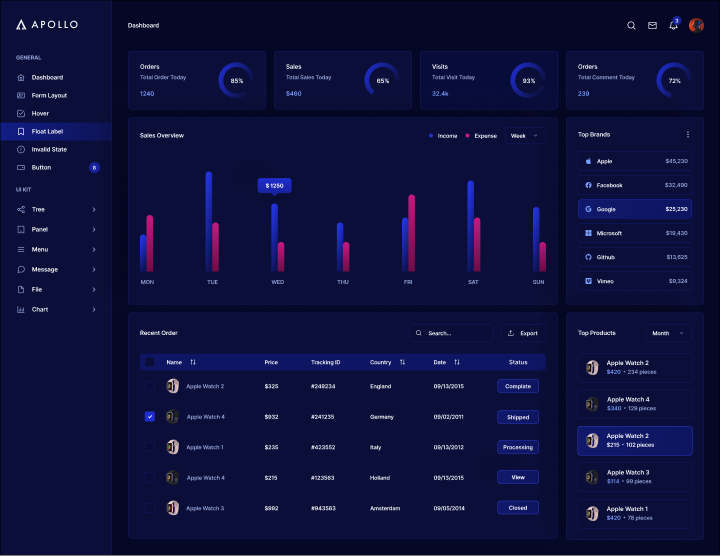 APOLLO
GENERAL
Dashboard
Form Layout
Hover
Float Label
Invalid State
Button 8
UI KIT
Tree
Panel
Menu
Message
File
Chart
Dashboard
3
Orders
Total Order Today
1240
85%
Sales
Total Sales Today
$460
65%
Visits
Total Visit Today
32.4k
93%
Orders
Total Comment Today
239
72%
Sales Overview
Income
Expense
Week
$ 1250
MON TUE WED THU FRI SAT SUN
Top Brands
Apple $45,230
Facebook $32,490
Google $25,230
Microsoft $19,430
Github $13,625
Vimeo $9,324
Recent Order
Search...
Export
Name Price Tracking ID Country Date Status
Apple Watch 2 $325 #249234 England 09/13/2015 Complate
Apple Watch 4 $932 #241235 Germany 09/02/2011 Shipped
Apple Watch 1 $235 #423552 Italy 09/13/2012 Processing
Apple Watch 4 $215 #123563 Holland 09/13/2015 View
Apple Watch 3 $992 #943563 Amsterdam 09/05/2014 Closed
Top Products
Month
Apple Watch 2
$420 • 234 pieces
Apple Watch 4
$340 • 129 pieces
Apple Watch 2
$215 • 102 pieces
Apple Watch 3
$114 • 99 pieces
Apple Watch 1
$420 • 78 pieces